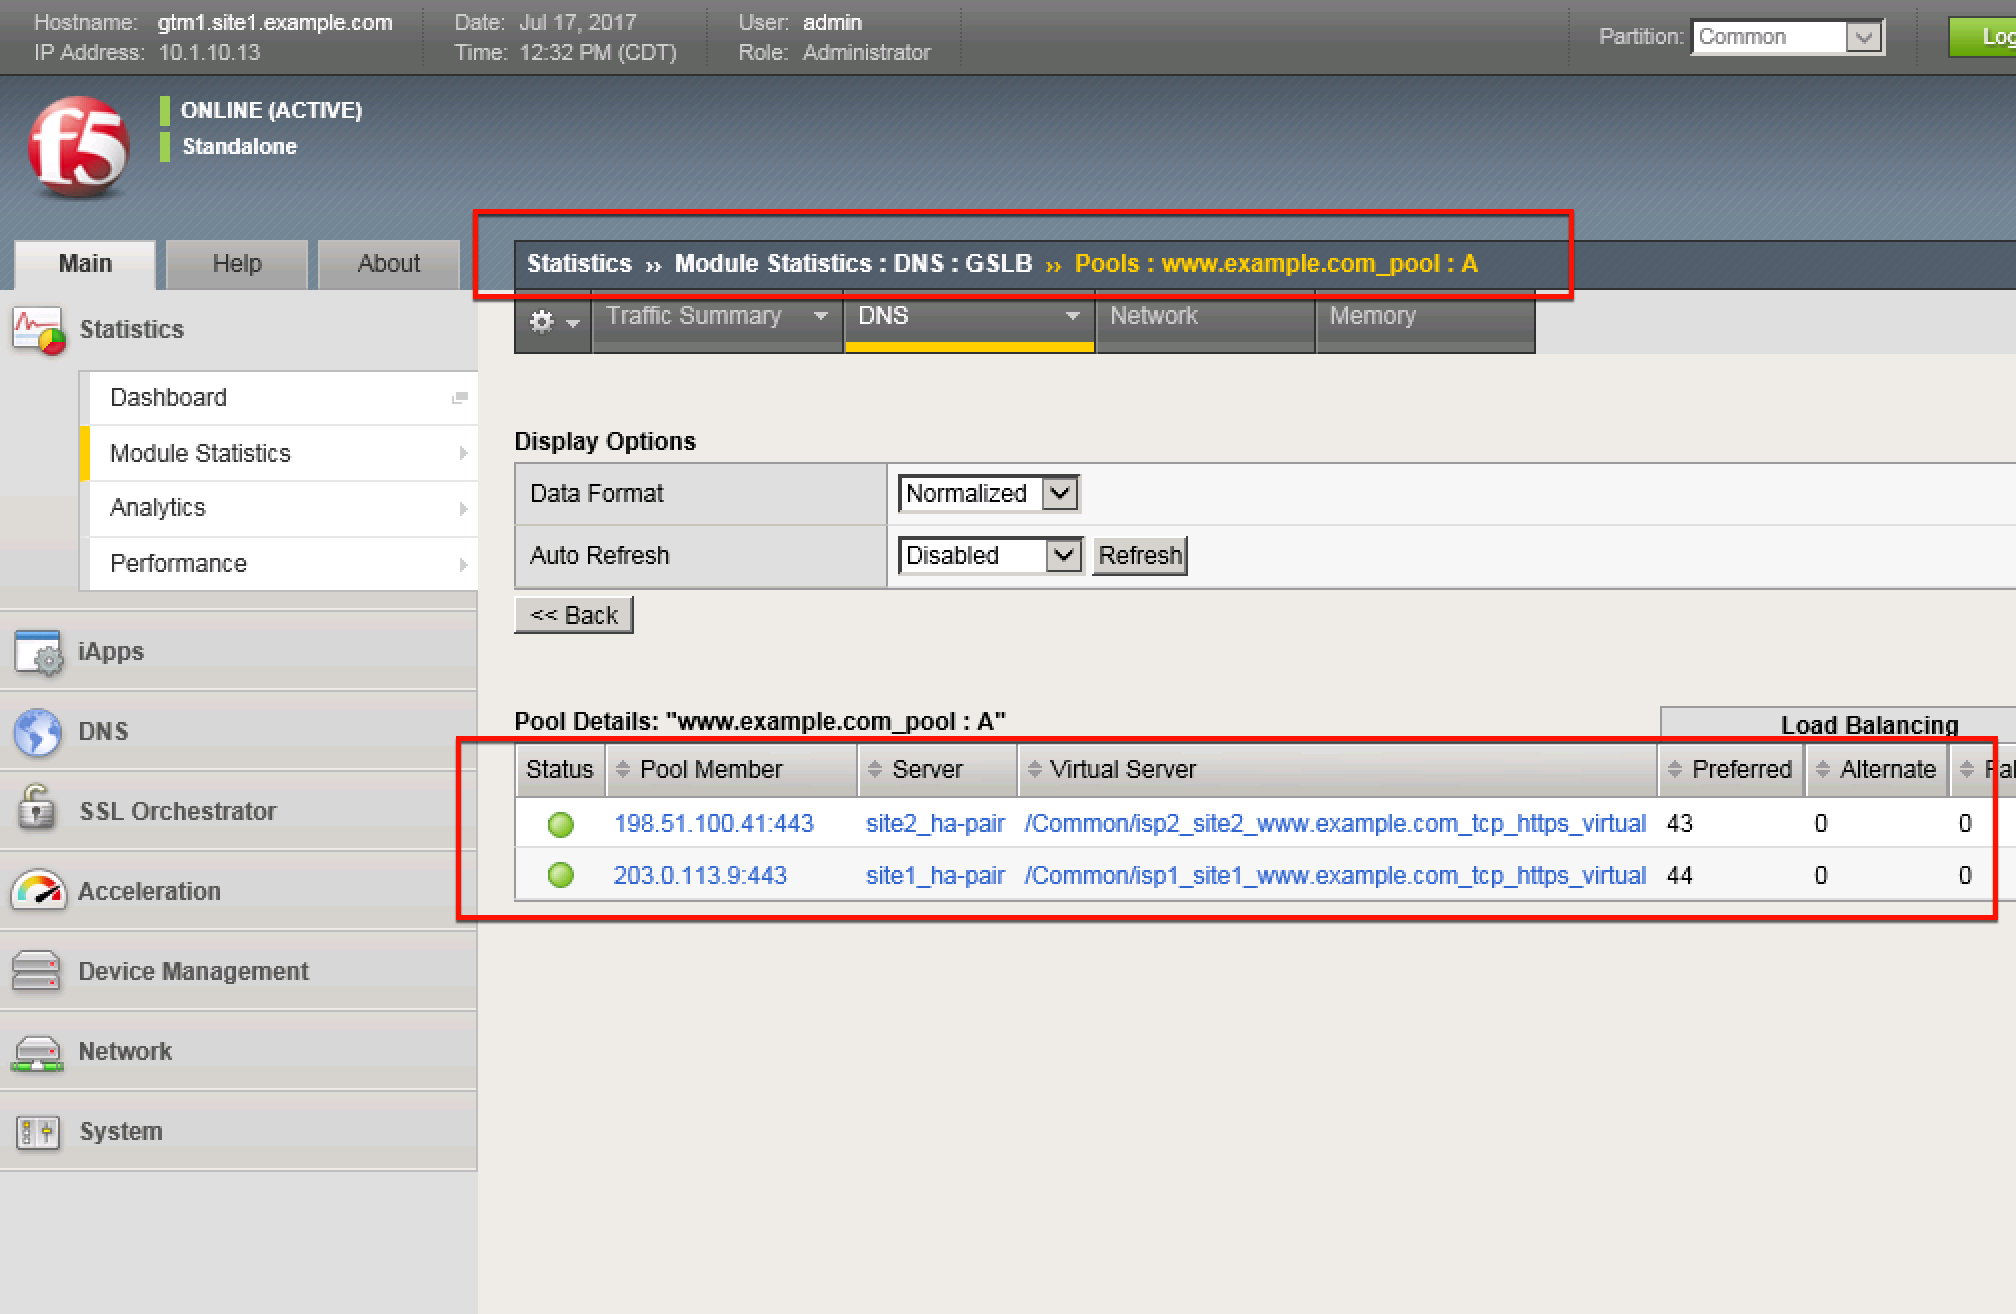 Hostname: gtm1.site1.example.com Date: Jul 17, 2017 User: admin Partition: Common Log
IP Address: 10.1.10.13 Time: 12:32 PM (CDT) Role: Administrator
f5
ONLINE (ACTIVE)
Standalone
Main Help About
Statistics ›› Module Statistics : DNS : GSLB ›› Pools : www.example.com_pool : A
Traffic Summary DNS Network Memory
Statistics
Dashboard
Module Statistics
Analytics
Performance
iApps
DNS
SSL Orchestrator
Acceleration
Device Management
Network
System
Display Options
Data Format Normalized
Auto Refresh Disabled Refresh
<< Back
Pool Details: "www.example.com_pool : A" Load Balancing
Status Pool Member Server Virtual Server Preferred Alternate Fal
198.51.100.41:443 site2_ha-pair /Common/isp2_site2_www.example.com_tcp_https_virtual 43 0 0
203.0.113.9:443 site1_ha-pair /Common/isp1_site1_www.example.com_tcp_https_virtual 44 0 0